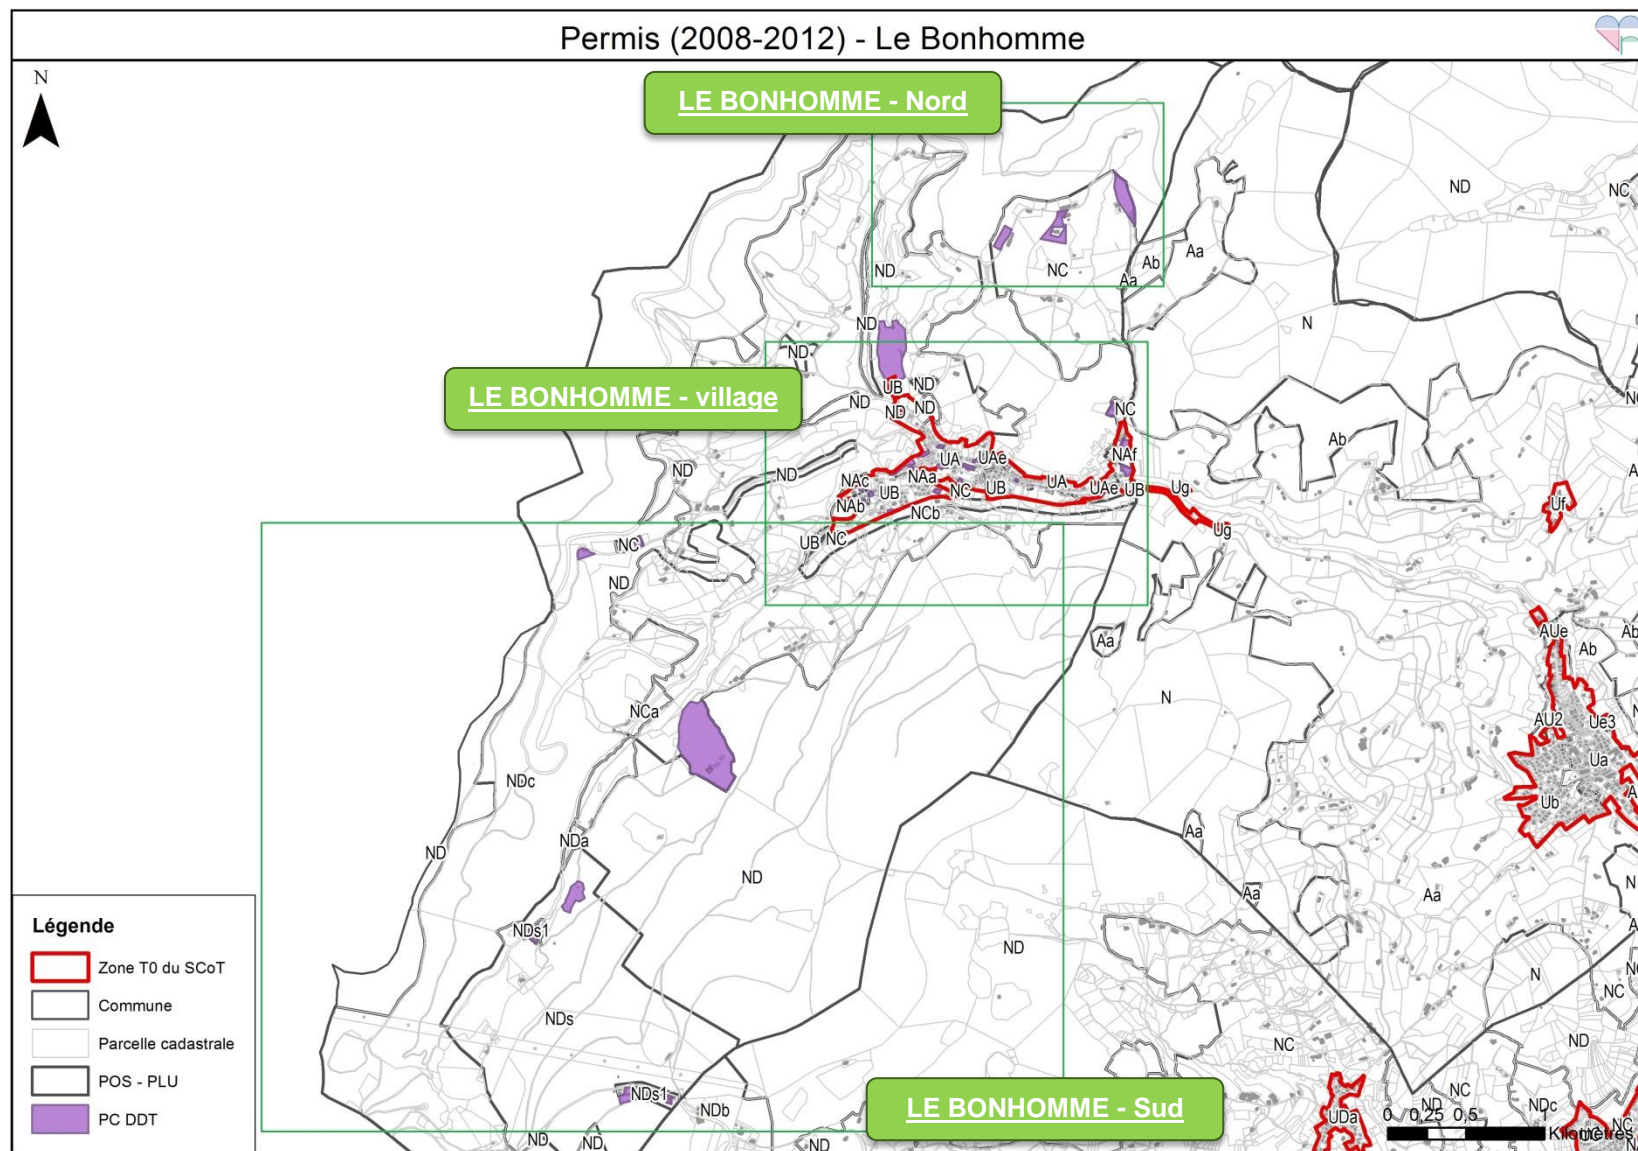 Permis (2008-2012) - Le Bonhomme
N
LE BONHOMME - Nord
ND
NC
Ab
Aa
ND
NC
Aa
N
ND
ND
LE BONHOMME - village
UB
ND
ND
ND
ND
NC
Ab
UA
UAe
NAf
ND
ND
NAc
NAa
UB
NC
UB
UA
UAe
UB
Ug
NAb
NCb
Uf
Ug
UB
NC
NC
ND
Aa
AUe
Ab
Ab
N
NCa
AU2
Ue3
Ua
NDc
Ub
NDa
Aa
ND
ND
Aa
Aa
N
Légende
NDs1
ND
Zone T0 du SCoT
N
NC
NC
Commune
NDs
Parcelle cadastrale
NC
ND
POS - PLU
NDs1
NDb
LE BONHOMME - Sud
ND
NC
NDc
PC DDT
UDa
0 0,25 0,5 1
Kilomètres
NC
ND
ND
ND